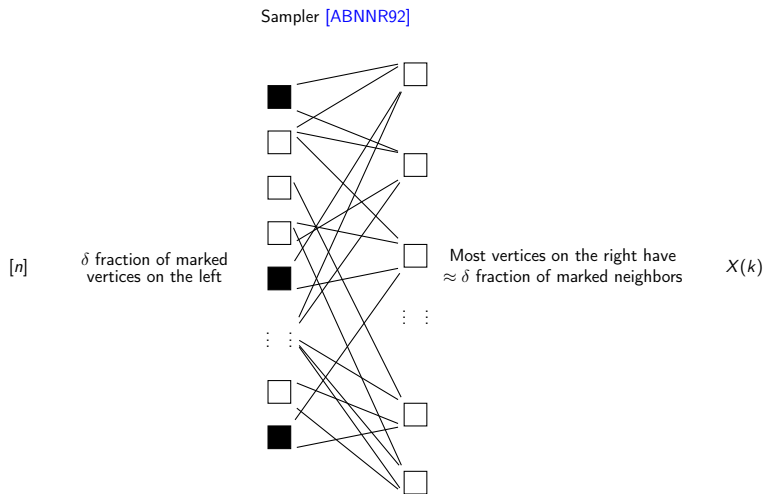 Sampler [ABNNR92]
[n]
δ fraction of marked
vertices on the left
Most vertices on the right have
≈ δ fraction of marked neighbors
X(k)